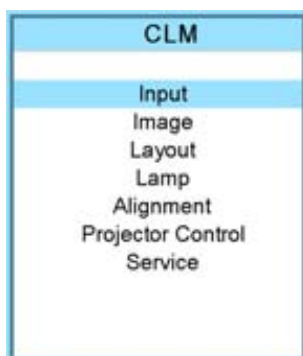 CLM
Input
Image
Layout
Lamp
Alignment
Projector Control
Service